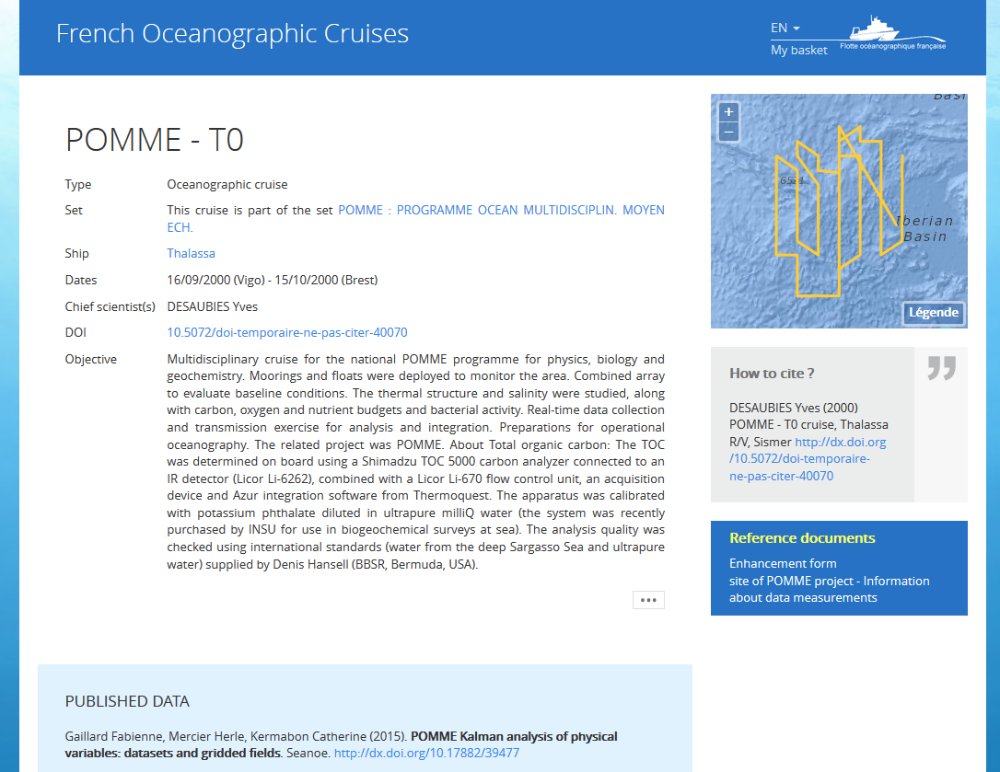 French Oceanographic Cruises
EN
My basket
Flotte océanographique française
POMME - T0
Type Oceanographic cruise
Set This cruise is part of the set POMME : PROGRAMME OCEAN MULTIDISCIPLIN. MOYEN
ECH.
Ship Thalassa
Dates 16/09/2000 (Vigo) - 15/10/2000 (Brest)
Chief scientist(s) DESAUBIES Yves
DOI 10.5072/doi-temporaire-ne-pas-citer-40070
Objective Multidisciplinary cruise for the national POMME programme for physics, biology and
geochemistry. Moorings and floats were deployed to monitor the area. Combined array
to evaluate baseline conditions. The thermal structure and salinity were studied, along
with carbon, oxygen and nutrient budgets and bacterial activity. Real-time data collection
and transmission exercise for analysis and integration. Preparations for operational
oceanography. The related project was POMME. About Total organic carbon: The TOC
was determined on board using a Shimadzu TOC 5000 carbon analyzer connected to an
IR detector (Licor Li-6262), combined with a Licor Li-670 flow control unit, an acquisition
device and Azur integration software from Thermoquest. The apparatus was calibrated
with potassium phthalate diluted in ultrapure milliQ water (the system was recently
purchased by INSU for use in biogeochemical surveys at sea). The analysis quality was
checked using international standards (water from the deep Sargasso Sea and ultrapure
water) supplied by Denis Hansell (BBSR, Bermuda, USA).
•••
PUBLISHED DATA
Gaillard Fabienne, Mercier Herle, Kermabon Catherine (2015). POMME Kalman analysis of physical
variables: datasets and gridded fields. Seanoe. http://dx.doi.org/10.17882/39477
+
−
Iberian
Basin
Légende
How to cite ?
DESAUBIES Yves (2000)
POMME - T0 cruise, Thalassa
R/V, Sismer http://dx.doi.org
/10.5072/doi-temporaire-
ne-pas-citer-40070
Reference documents
Enhancement form
site of POMME project - Information
about data measurements